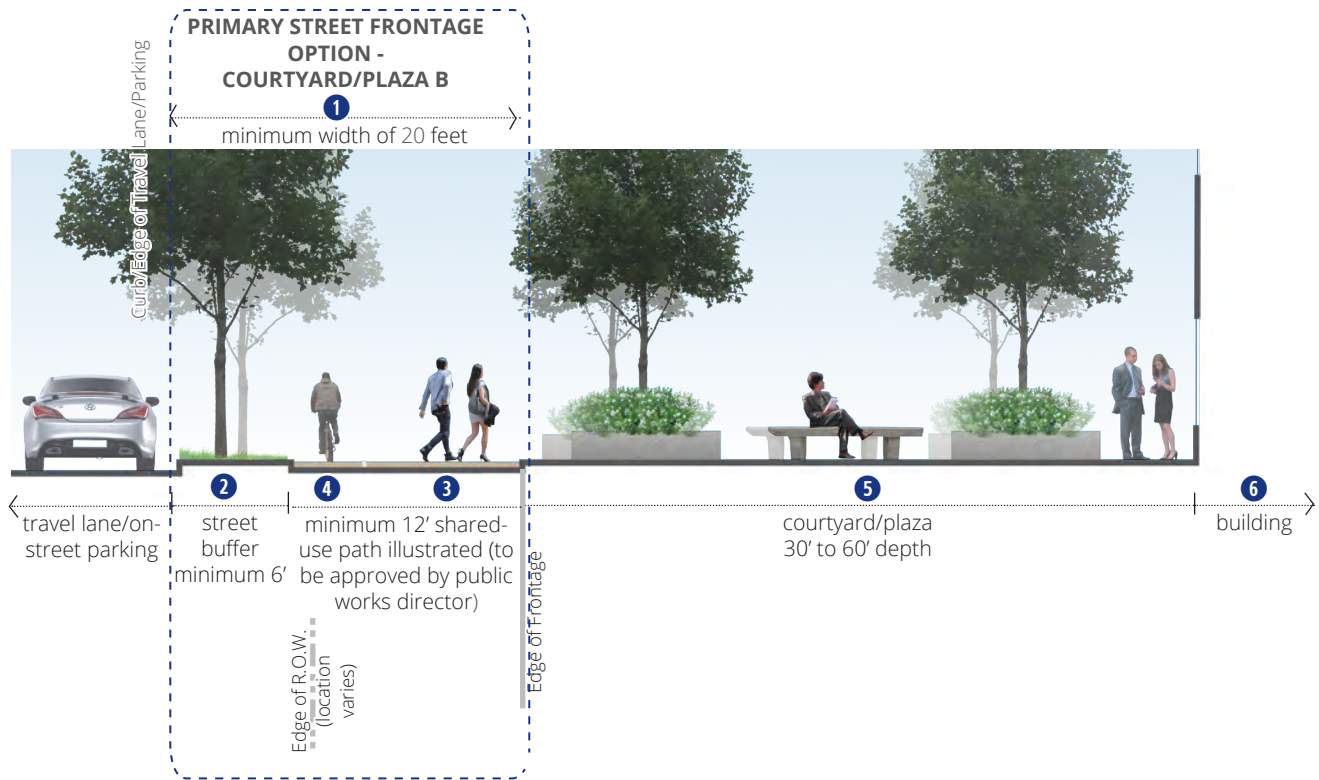 PRIMARY STREET FRONTAGE
OPTION -
COURTYARD/PLAZA B
1
minimum width of 20 feet
Curb/Edge of Travel Lane/Parking
2
4
3
5
6
travel lane/on-
street parking
street
buffer
minimum 6’
minimum 12’ shared-
use path illustrated (to
be approved by public
works director)
courtyard/plaza
30’ to 60’ depth
building
Edge of R.O.W.
(location
varies)
Edge of Frontage